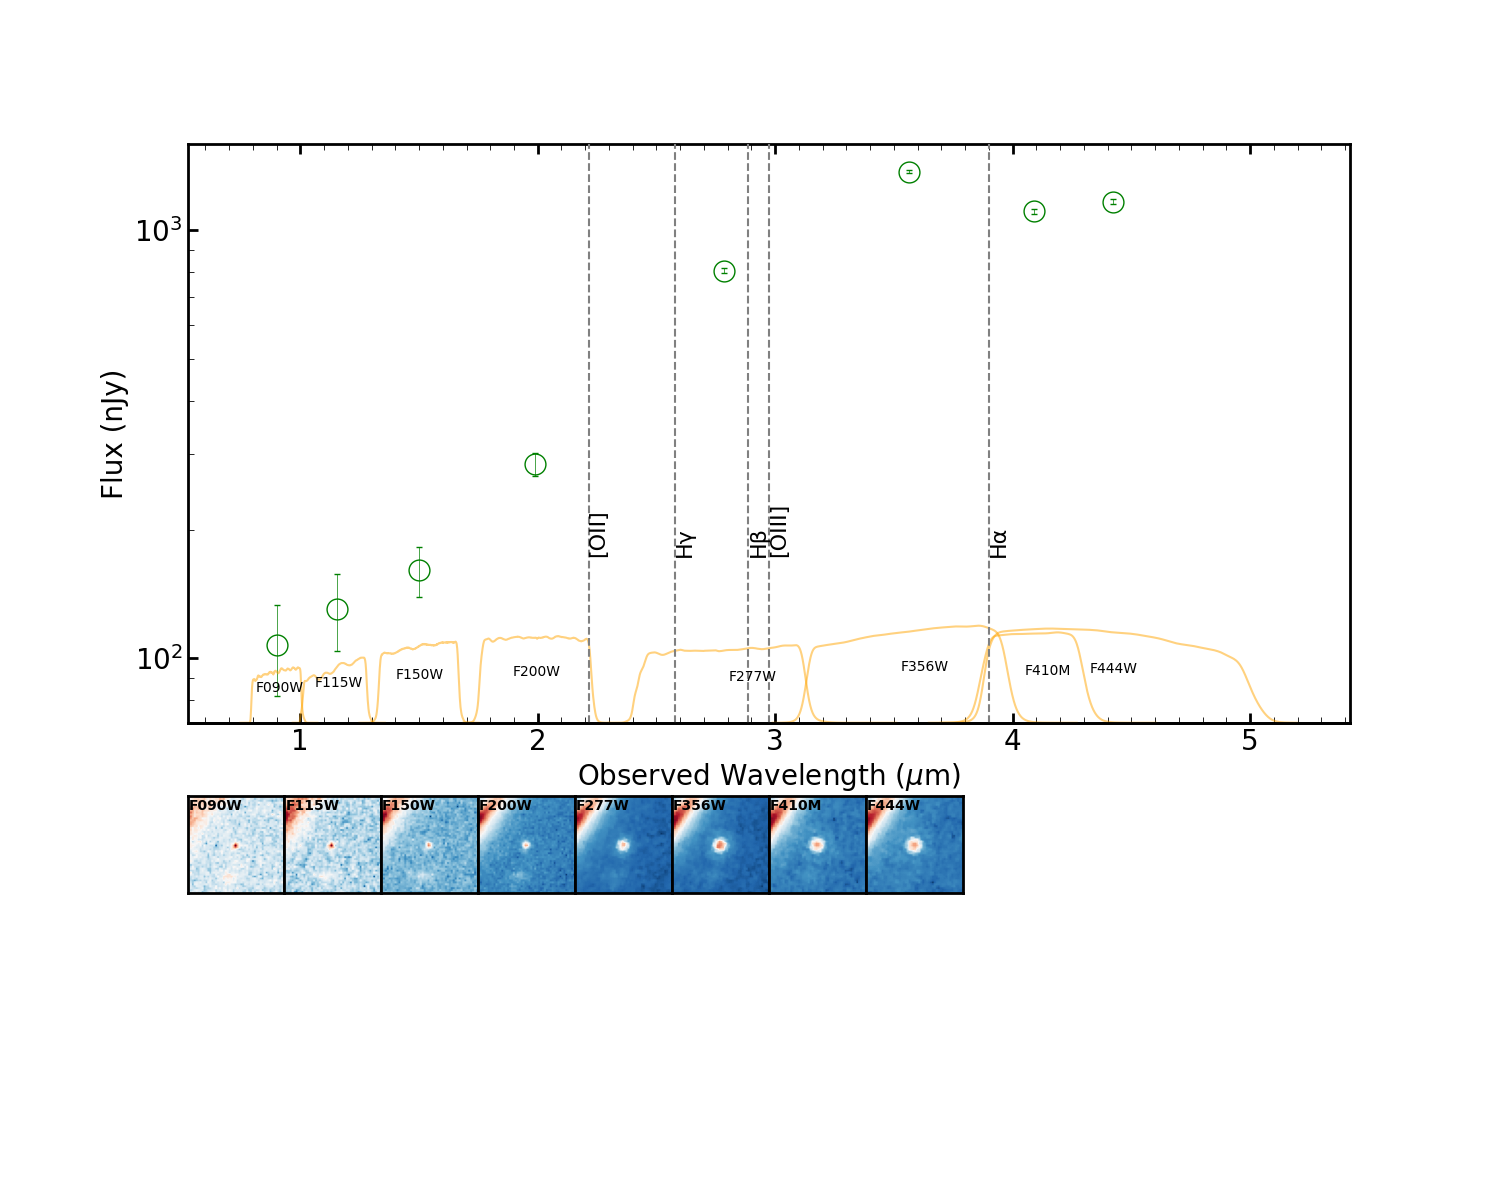 10³
10²
Flux (nJy)
[OII]
Hγ
Hβ
[OIII]
Hα
F090W
F115W
F150W
F200W
F277W
F356W
F410M
F444W
1 2 3 4 5
Observed Wavelength (μm)
F090W F115W F150W F200W F277W F356W F410M F444W